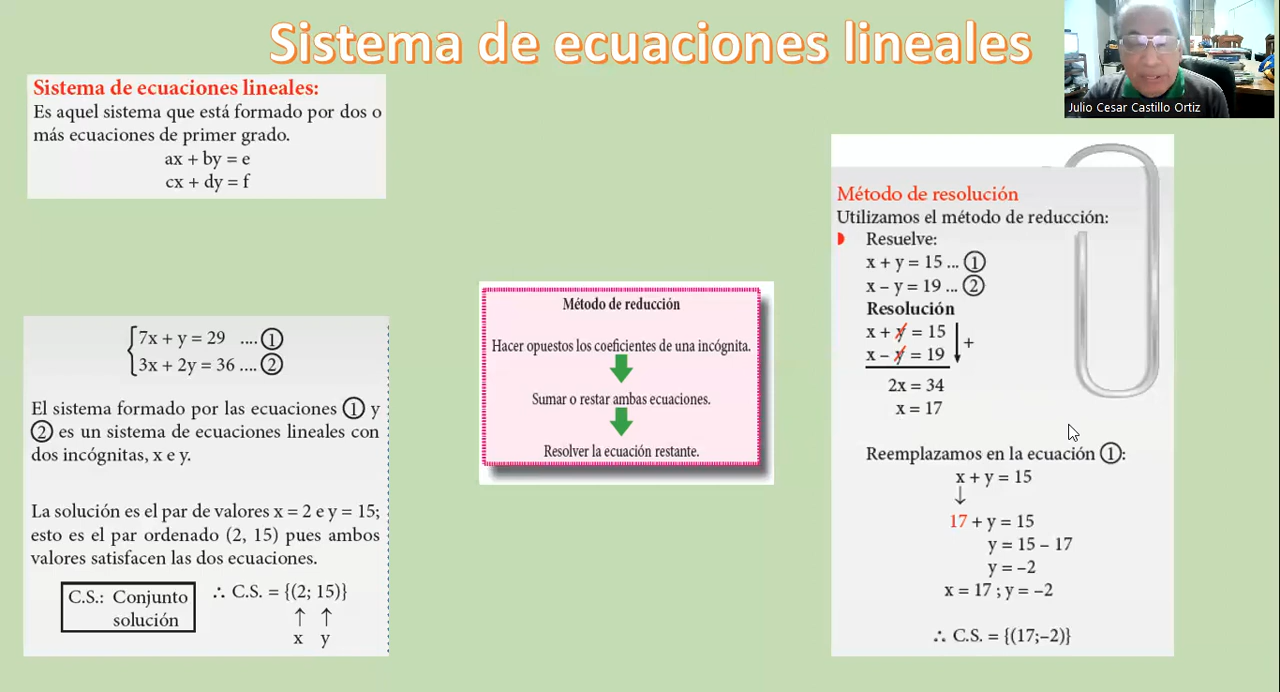 Sistema de ecuaciones lineales
Julio Cesar Castillo Ortiz
Sistema de ecuaciones lineales:
Es aquel sistema que está formado por dos o
más ecuaciones de primer grado.
ax + by = e
cx + dy = f
7x + y = 29 .... ①
3x + 2y = 36 .... ②
El sistema formado por las ecuaciones ① y
② es un sistema de ecuaciones lineales con
dos incógnitas, x e y.
La solución es el par de valores x = 2 e y = 15;
esto es el par ordenado (2, 15) pues ambos
valores satisfacen las dos ecuaciones.
C.S.: Conjunto
solución
∴ C.S. = {(2; 15)}
↑ ↑
x y
Método de reducción
Hacer opuestos los coeficientes de una incógnita.
Sumar o restar ambas ecuaciones.
Resolver la ecuación restante.
Método de resolución
Utilizamos el método de reducción:
Resuelve:
x + y = 15 ... ①
x – y = 19 ... ②
Resolución
x + y = 15
x – y = 19
+
2x = 34
x = 17
Reemplazamos en la ecuación ①:
x + y = 15
↓
17 + y = 15
y = 15 – 17
y = –2
x = 17 ; y = –2
∴ C.S. = {(17;–2)}